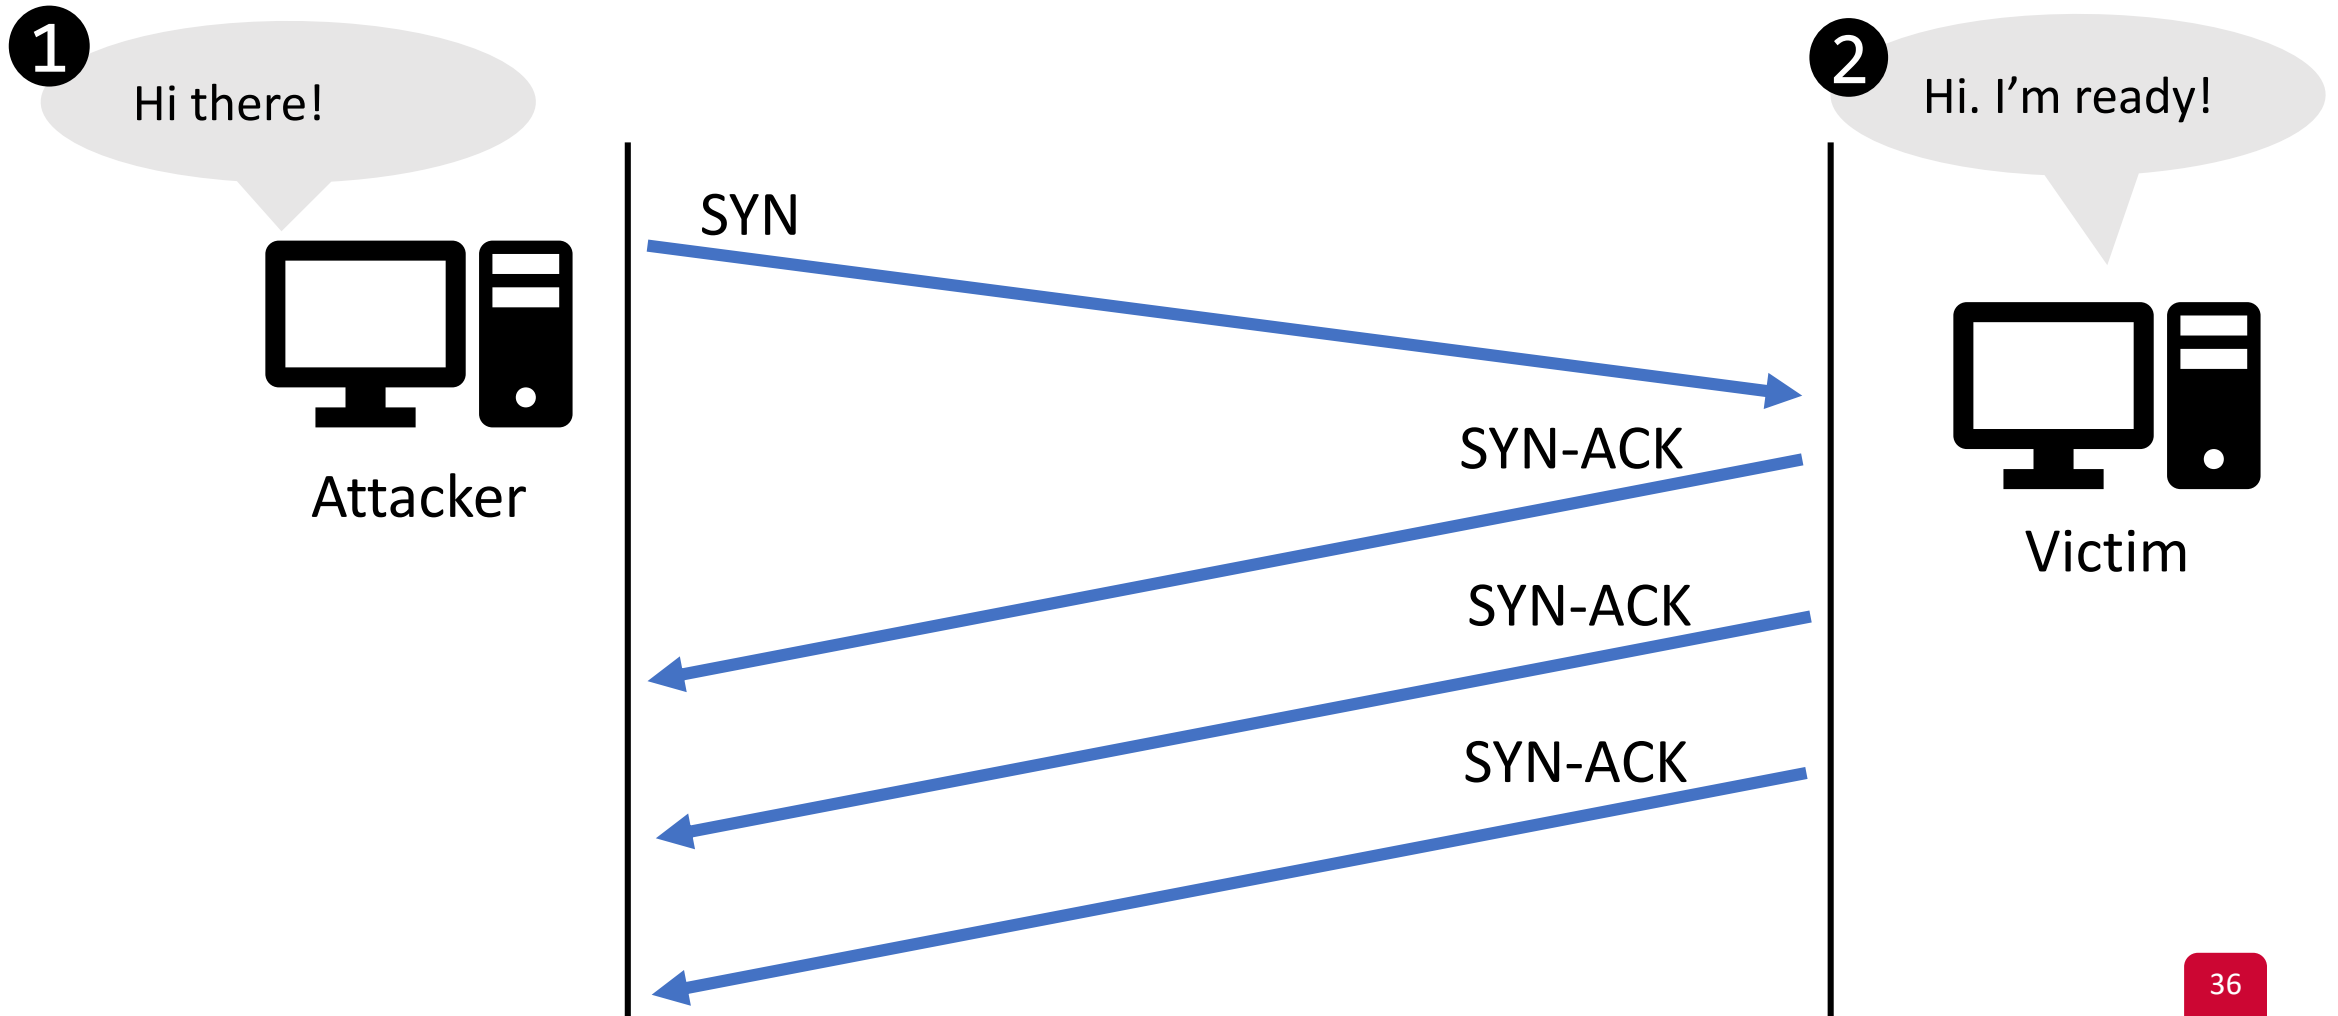 1
Hi there!
2
Hi. I’m ready!
SYN
Attacker
SYN-ACK
Victim
SYN-ACK
SYN-ACK
36